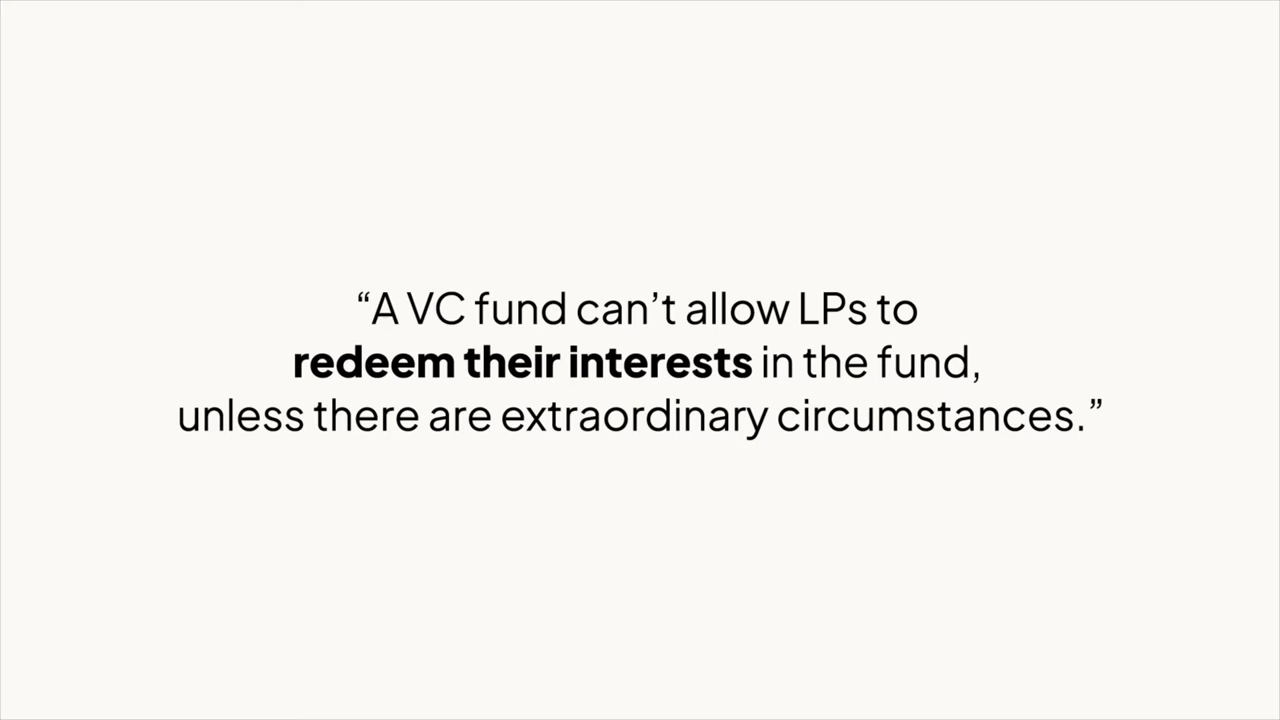 “A VC fund can’t allow LPs to
redeem their interests in the fund,
unless there are extraordinary circumstances.”